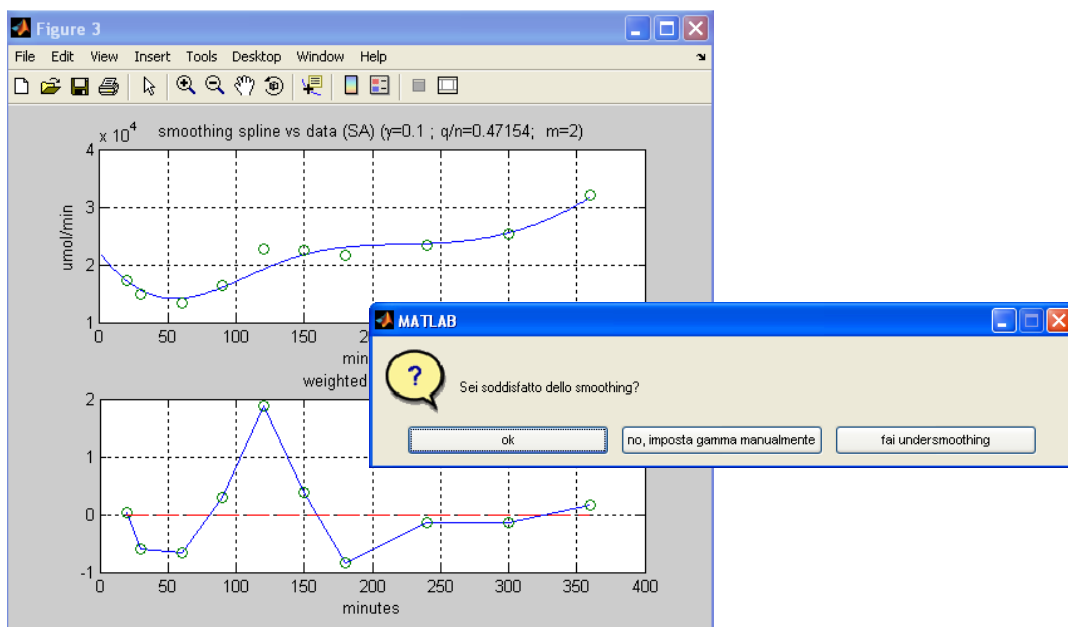 Figure 3
File Edit View Insert Tools Desktop Window Help
x 10^4 smoothing spline vs data (SA) (γ=0.1 ; q/n=0.47154; m=2)
4
3
2
1
umol/min
0 50 100 150
min
MATLAB
?
Sei soddisfatto dello smoothing?
ok
no, imposta gamma manualmente
fai undersmoothing
weighted
2
1
0
-1
0 50 100 150 200 250 300 350 400
minutes